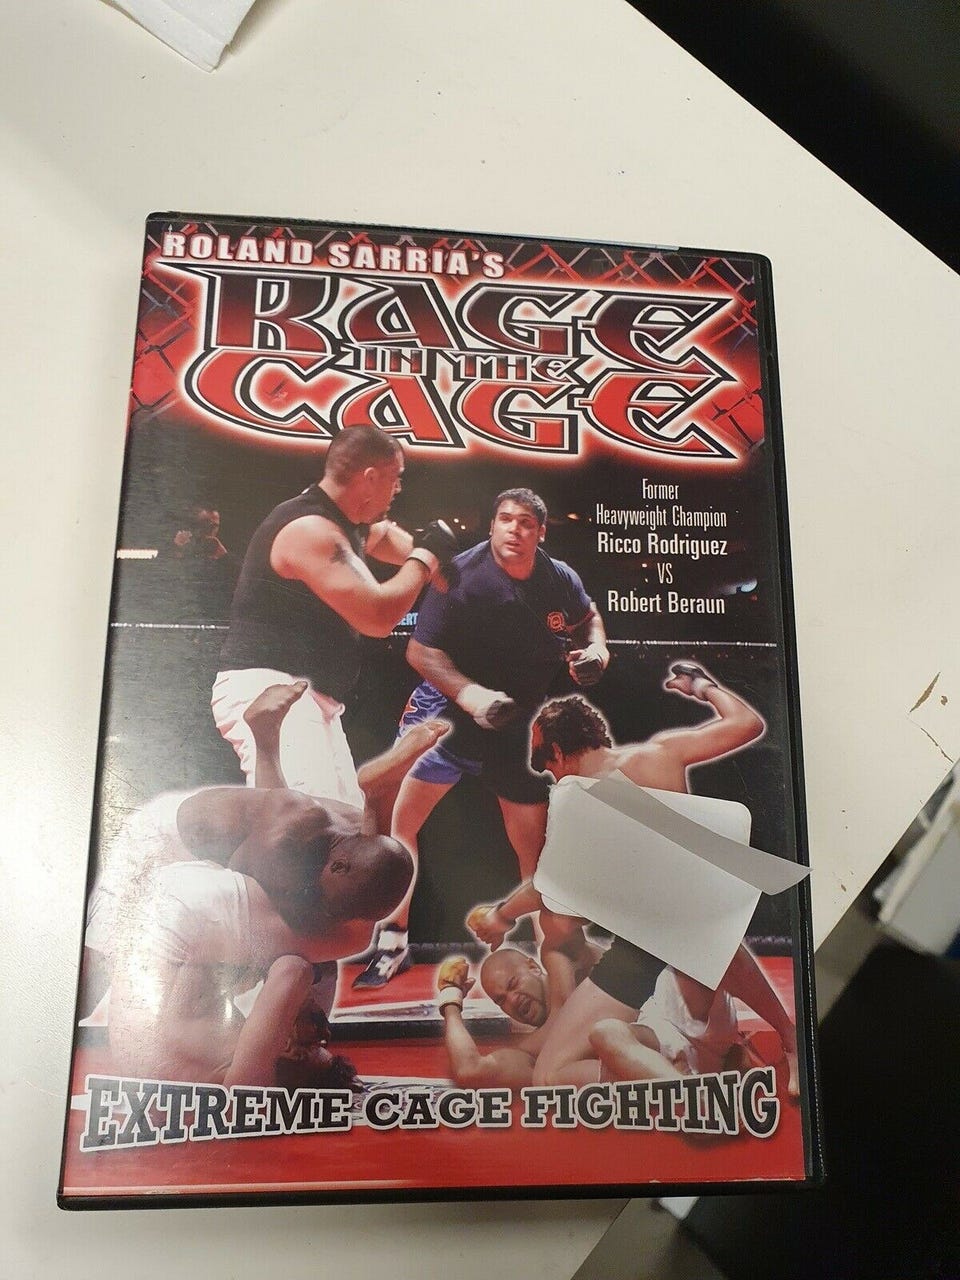 ROLAND SARRIA'S
RAGE
IN THE
CAGE
Former
Heavyweight Champion
Ricco Rodriguez
VS
Robert Beraun
EXTREME CAGE FIGHTING